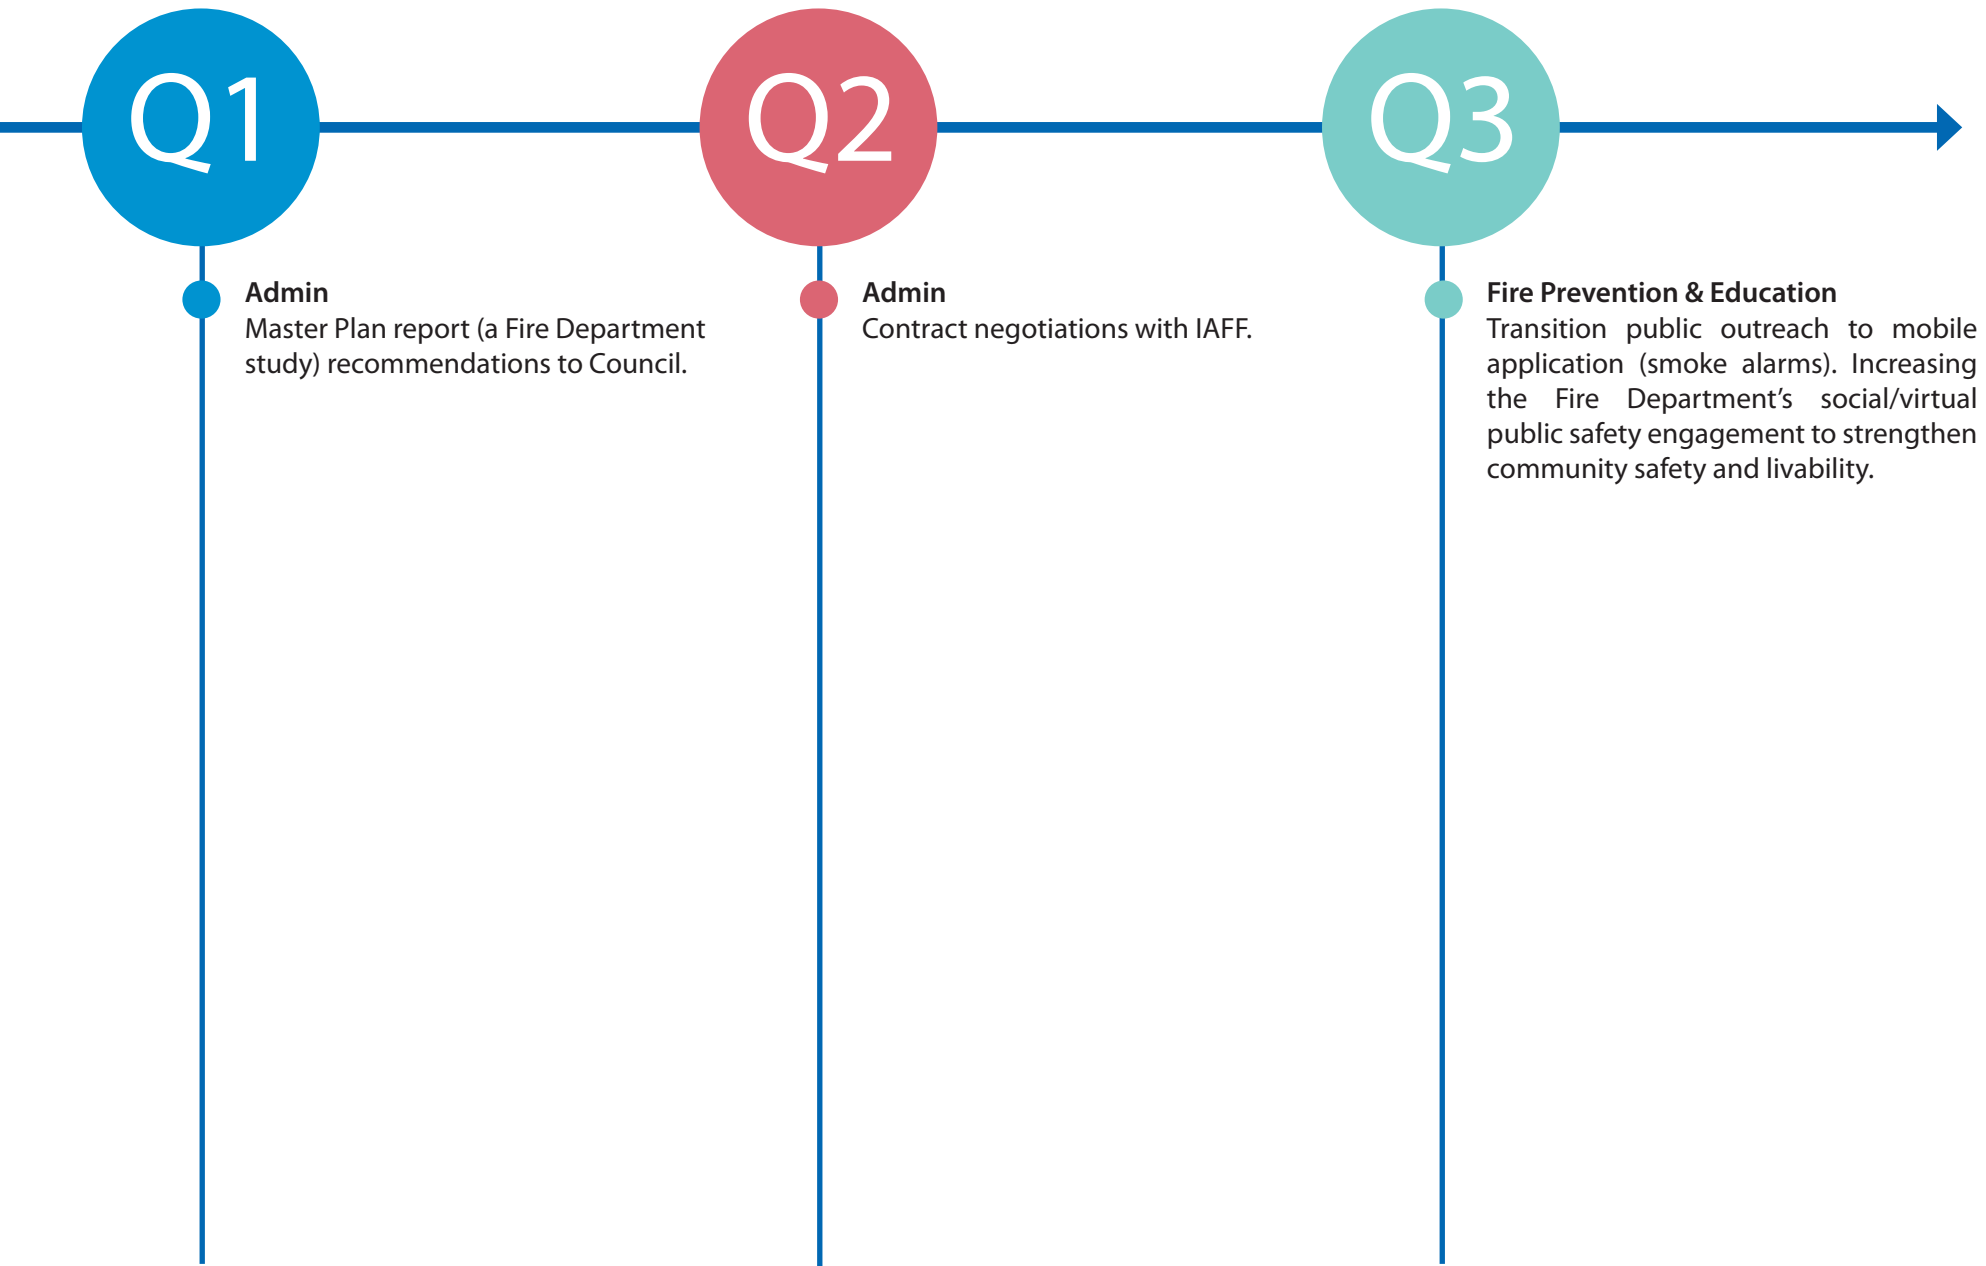 Q1
Q2
Q3
Admin
Master Plan report (a Fire Department
study) recommendations to Council.
Admin
Contract negotiations with IAFF.
Fire Prevention & Education
Transition public outreach to mobile
application (smoke alarms). Increasing
the Fire Department’s social/virtual
public safety engagement to strengthen
community safety and livability.